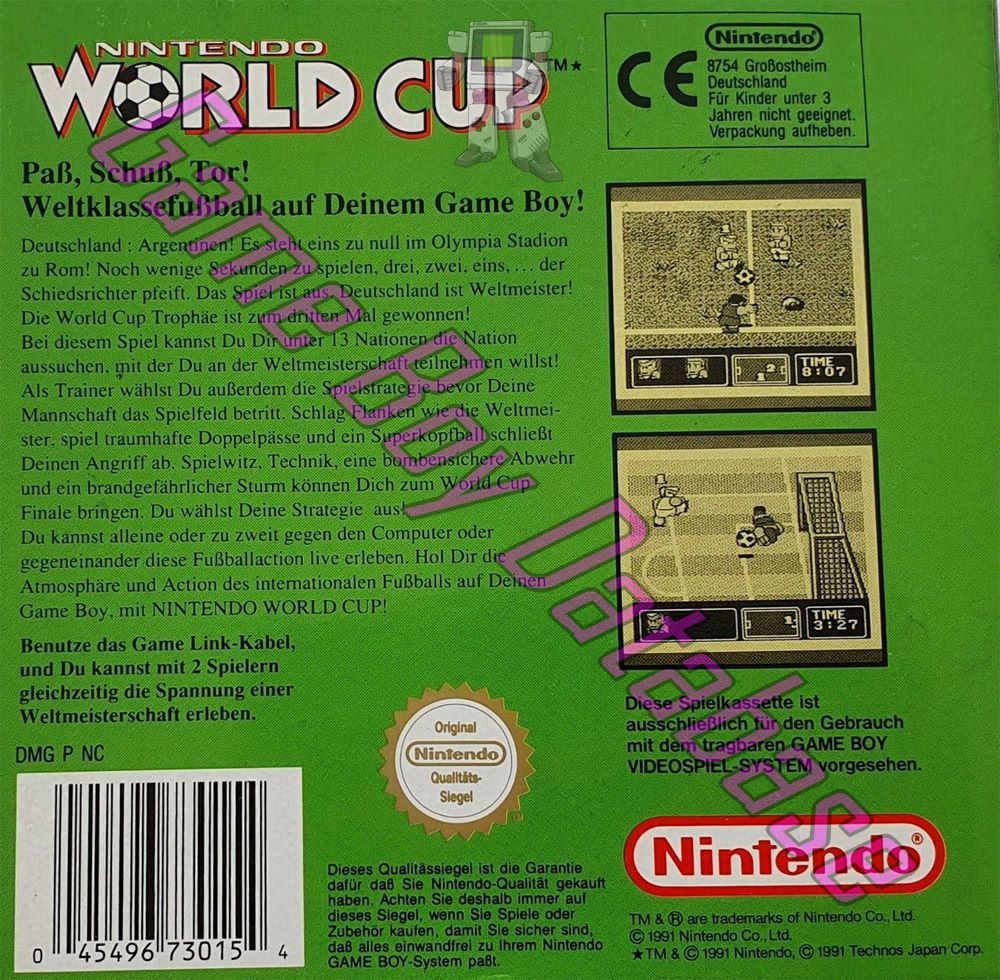 NINTENDO
WORLD CUP™★
Paß, Schuß, Tor!
Weltklassefußball auf Deinem Game Boy!
Deutschland : Argentinen! Es steht eins zu null im Olympia Stadion
zu Rom! Noch wenige Sekunden zu spielen, drei, zwei, eins, ... der
Schiedsrichter pfeift. Das Spiel ist aus, Deutschland ist Weltmeister!
Die World Cup Trophäe ist zum dritten Mal gewonnen!
Bei diesem Spiel kannst Du Dir unter 13 Nationen die Nation
aussuchen, mit der Du an der Weltmeisterschaft teilnehmen willst!
Als Trainer wählst Du außerdem die Spielstrategie bevor Deine
Mannschaft das Spielfeld betritt. Schlag Flanken wie die Weltmei-
ster, spiel traumhafte Doppelpässe und ein Superkopfball schließt
Deinen Angriff ab. Spielwitz, Technik, eine bombensichere Abwehr
und ein brandgefährlicher Sturm können Dich zum World Cup
Finale bringen. Du wählst Deine Strategie aus!
Du kannst alleine oder zu zweit gegen den Computer oder
gegeneinander diese Fußballaction live erleben. Hol Dir die
Atmosphäre und Action des internationalen Fußballs auf Deinen
Game Boy, mit NINTENDO WORLD CUP!
Benutze das Game Link-Kabel,
und Du kannst mit 2 Spielern
gleichzeitig die Spannung einer
Weltmeisterschaft erleben.
DMG P NC
0 45496 73015 4
Original
Nintendo
Qualitäts-
Siegel
TM
Dieses Qualitätssiegel ist die Garantie
dafür daß Sie Nintendo-Qualität gekauft
haben. Achten Sie deshalb immer auf
dieses Siegel, wenn Sie Spiele oder
Zubehör kaufen, damit Sie sicher sind,
daß alles einwandfrei zu Ihrem Nintendo
GAME BOY-System paßt.
CE
Nintendo®
8754 Großostheim
Deutschland
Für Kinder unter 3
Jahren nicht geeignet.
Verpackung aufheben.
2
1
TIME
8:07
1
TIME
3:27
Diese Spielkassette ist
ausschließlich für den Gebrauch
mit dem tragbaren GAME BOY
VIDEOSPIEL-SYSTEM vorgesehen.
Nintendo®
TM & ® are trademarks of Nintendo Co., Ltd.
© 1991 Nintendo Co., Ltd.
★TM & © 1991 Nintendo, © 1991 Technos Japan Corp.
Game Boy Database